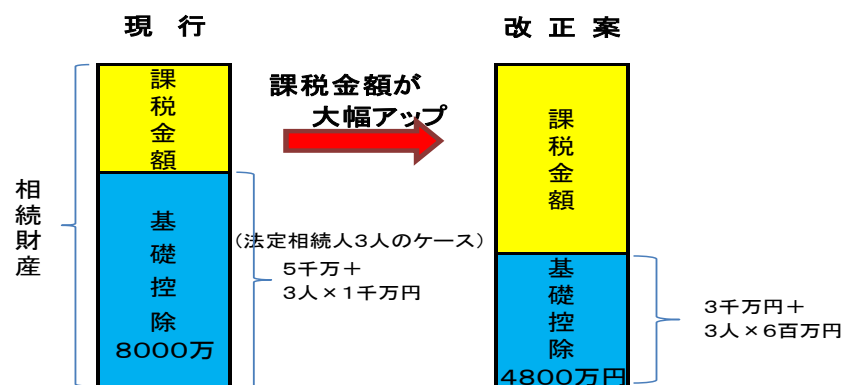 現 行
改 正 案
課税金額
課税金額が
大幅アップ
課税金額
相続財産
基礎控除
8000万
(法定相続人3人のケース)
5千万+
3人×1千万円
基礎控除
4800万円
3千万円+
3人×6百万円